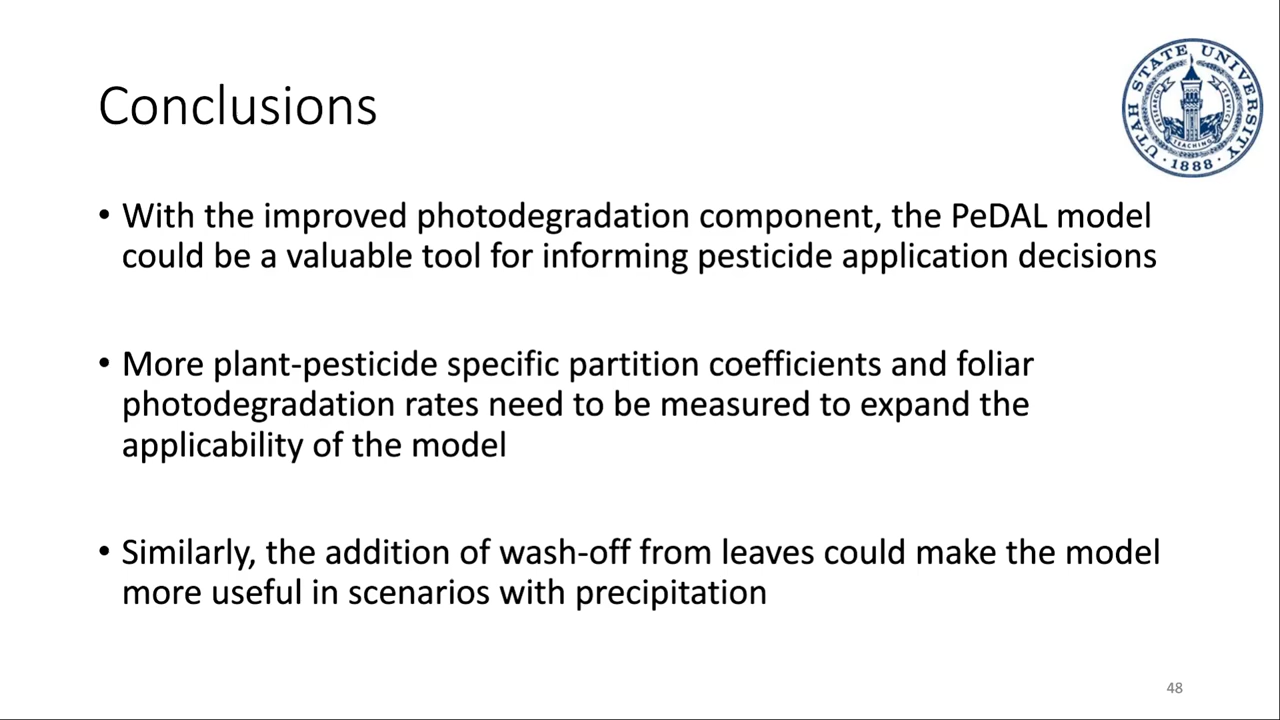 Conclusions
UTAH STATE UNIVERSITY
RESEARCH
SERVICE
TEACHING
· 1888 ·
• With the improved photodegradation component, the PeDAL model
could be a valuable tool for informing pesticide application decisions
• More plant-pesticide specific partition coefficients and foliar
photodegradation rates need to be measured to expand the
applicability of the model
• Similarly, the addition of wash-off from leaves could make the model
more useful in scenarios with precipitation
48